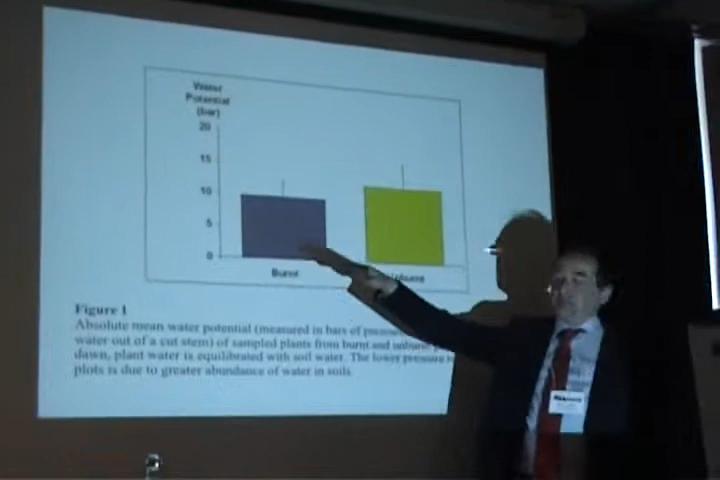 Water
Potential
(bar)
20
15
10
5
0
Burnt
Figure 1
Absolute mean water potential (measured in bars of
water out of a cut stem) of sampled plants from burnt and unburnt
dawn, plant water is equilibrated with soil water. The lower pressure
plots is due to greater abundance of water in soils.